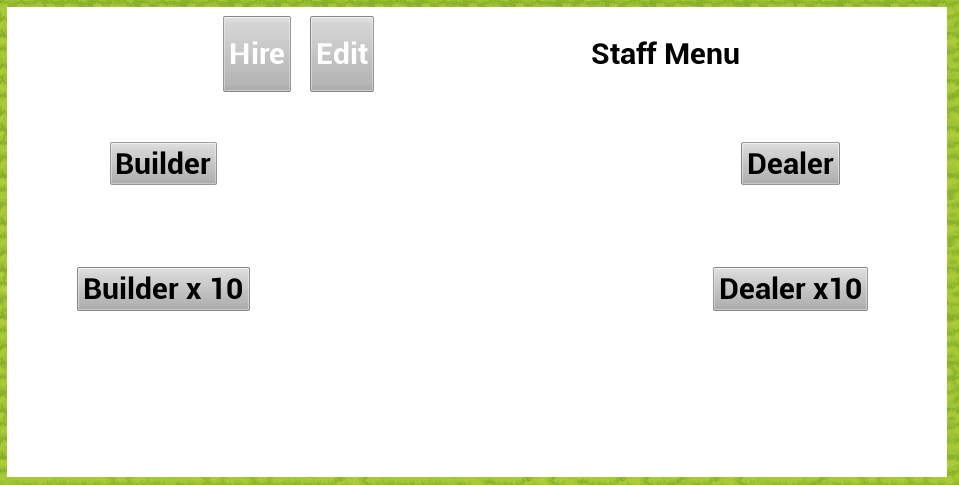 Hire Edit Staff Menu
Builder Dealer
Builder x 10 Dealer x10